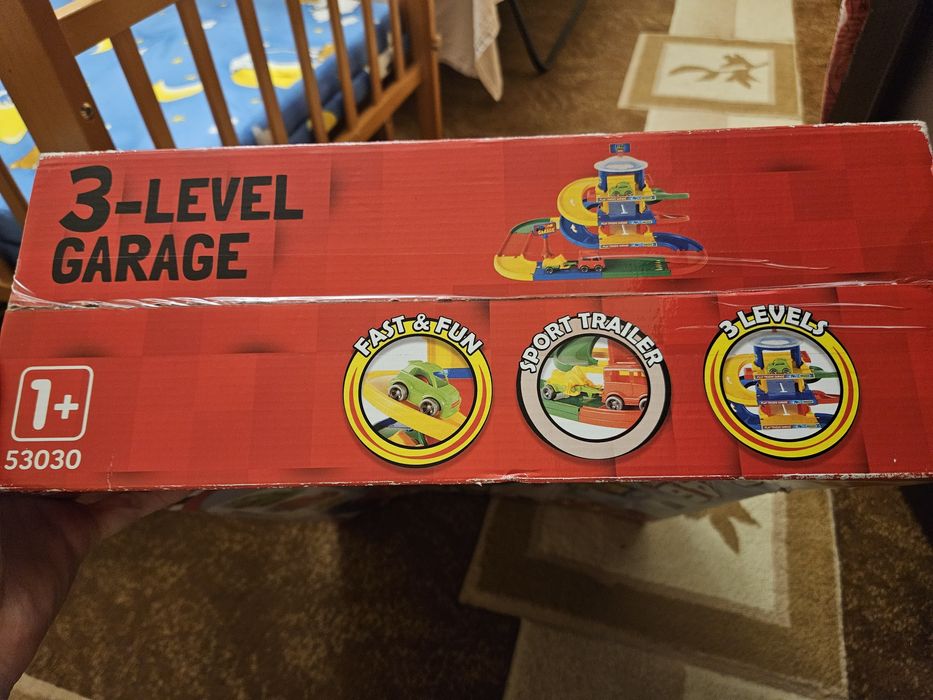 3-LEVEL
GARAGE
FAST & FUN
SPORT TRAILER
3 LEVELS
1+
53030